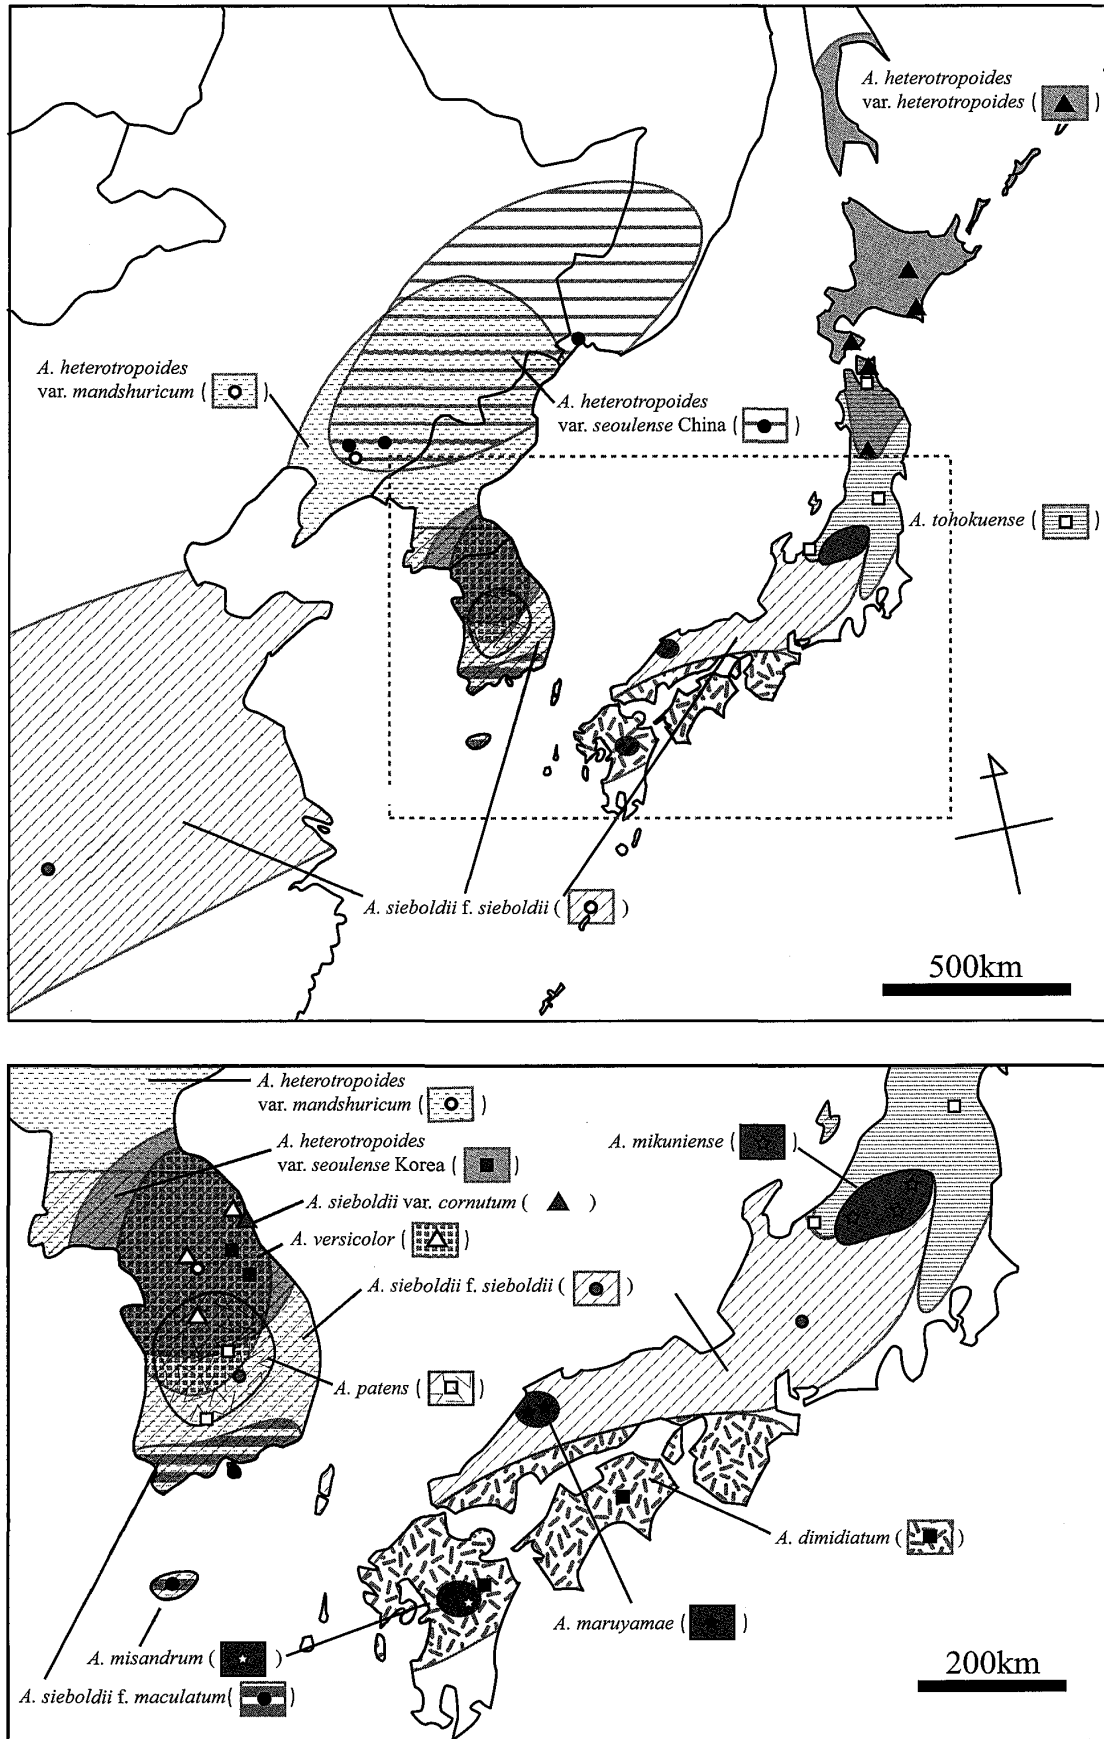 A. heterotropoides
var. heterotropoides ( )
A. heterotropoides
var. mandshuricum ( )
A. heterotropoides
var. seoulense China ( )
A. tohokuense ( )
A. sieboldii f. sieboldii ( )
500km
A. heterotropoides
var. mandshuricum ( )
A. heterotropoides
var. seoulense Korea ( )
A. mikuniense ( )
A. sieboldii var. cornutum ( )
A. versicolor ( )
A. sieboldii f. sieboldii ( )
A. patens ( )
A. dimidiatum ( )
A. maruyamae ( )
A. misandrum ( )
A. sieboldii f. maculatum( )
200km